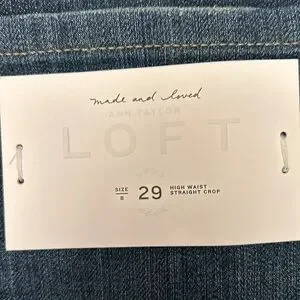 made and loved
ANN TAYLOR
LOFT
SIZE
8
29
HIGH WAIST
STRAIGHT CROP